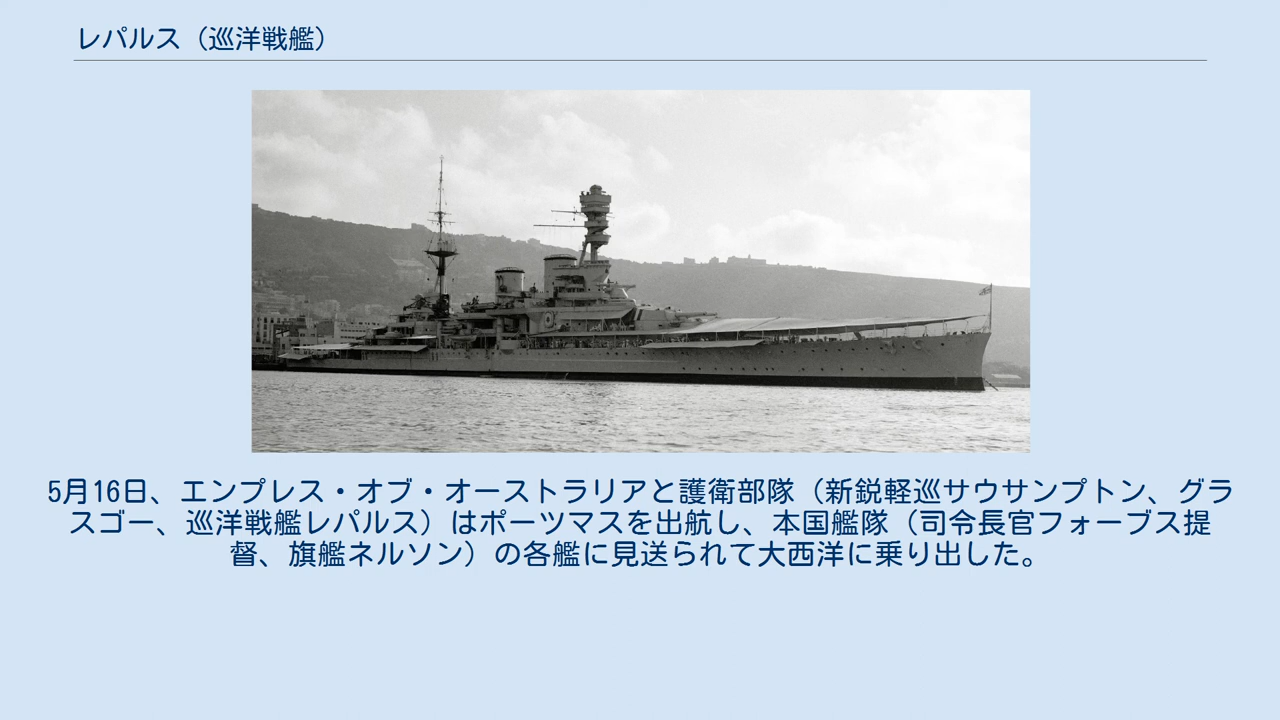 レパルス（巡洋戦艦）
5月16日、エンプレス・オブ・オーストラリアと護衛部隊（新鋭軽巡サウサンプトン、グラ
スゴー、巡洋戦艦レパルス）はポーツマスを出航し、本国艦隊（司令長官フォーブス提
督、旗艦ネルソン）の各艦に見送られて大西洋に乗り出した。